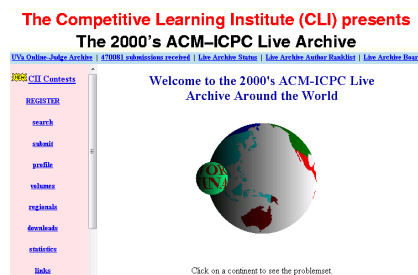 The Competitive Learning Institute (CLI) presents
The 2000's ACM–ICPC Live Archive
UVa Online-Judge Archive | 470081 submissions received | Live Archive Status | Live Archive Author Ranklist | Live Archive Boar
CII Contests
REGISTER
search
submit
profile
volumes
regionals
downloads
statistics
links
Welcome to the 2000's ACM-ICPC Live
Archive Around the World
Click on a continent to see the problemset.